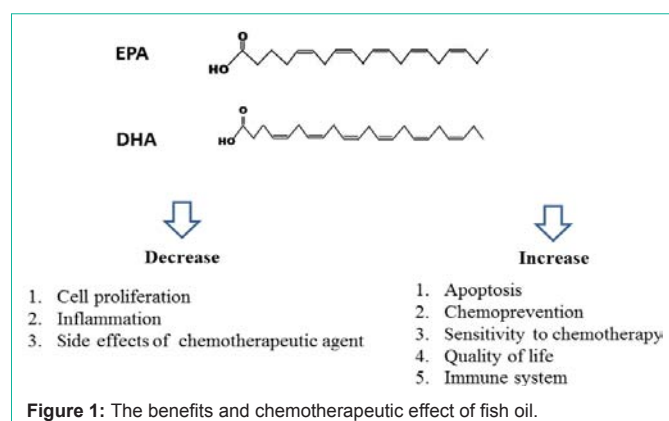 O
EPA
HO
O
DHA
HO
Decrease
1. Cell proliferation
2. Inflammation
3. Side effects of chemotherapeutic agent
Increase
1. Apoptosis
2. Chemoprevention
3. Sensitivity to chemotherapy
4. Quality of life
5. Immune system
Figure 1: The benefits and chemotherapeutic effect of fish oil.